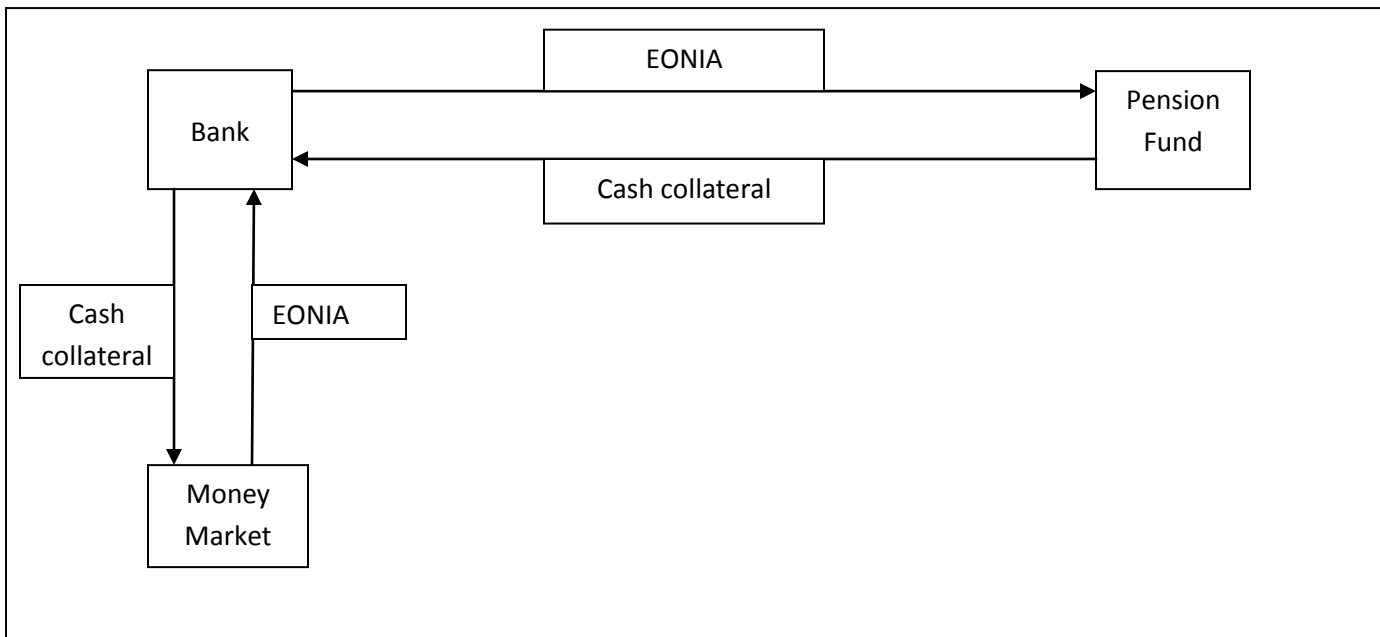 EONIA
Bank
Pension
Fund
Cash collateral
Cash
collateral
EONIA
Money
Market